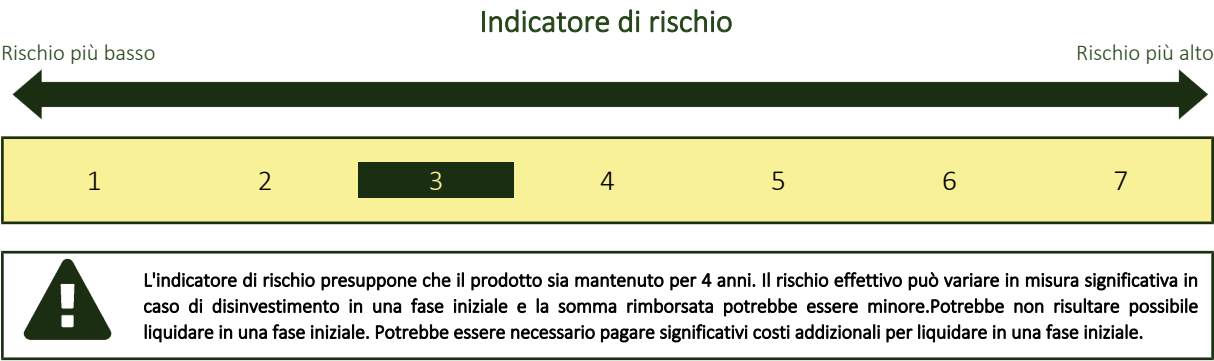 Indicatore di rischio
Rischio più basso
Rischio più alto
1 2 3 4 5 6 7
L'indicatore di rischio presuppone che il prodotto sia mantenuto per 4 anni. Il rischio effettivo può variare in misura significativa in
caso di disinvestimento in una fase iniziale e la somma rimborsata potrebbe essere minore.Potrebbe non risultare possibile
liquidare in una fase iniziale. Potrebbe essere necessario pagare significativi costi addizionali per liquidare in una fase iniziale.